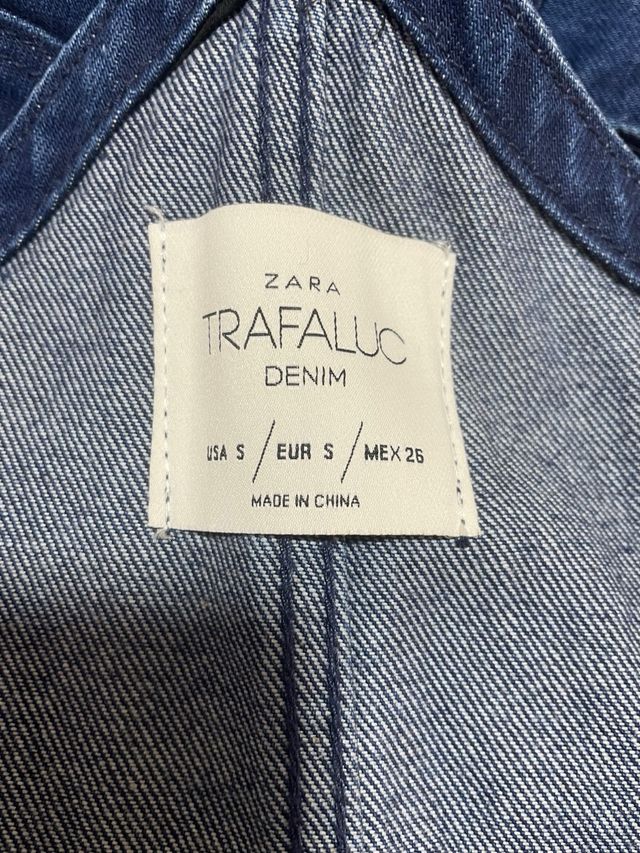 ZARA
TRAFALUC
DENIM
USA S / EUR S / MEX 26
MADE IN CHINA